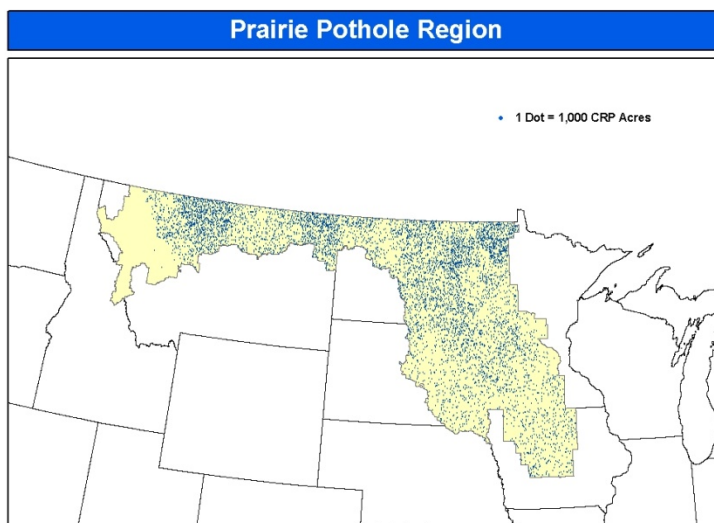 Prairie Pothole Region
1 Dot = 1,000 CRP Acres